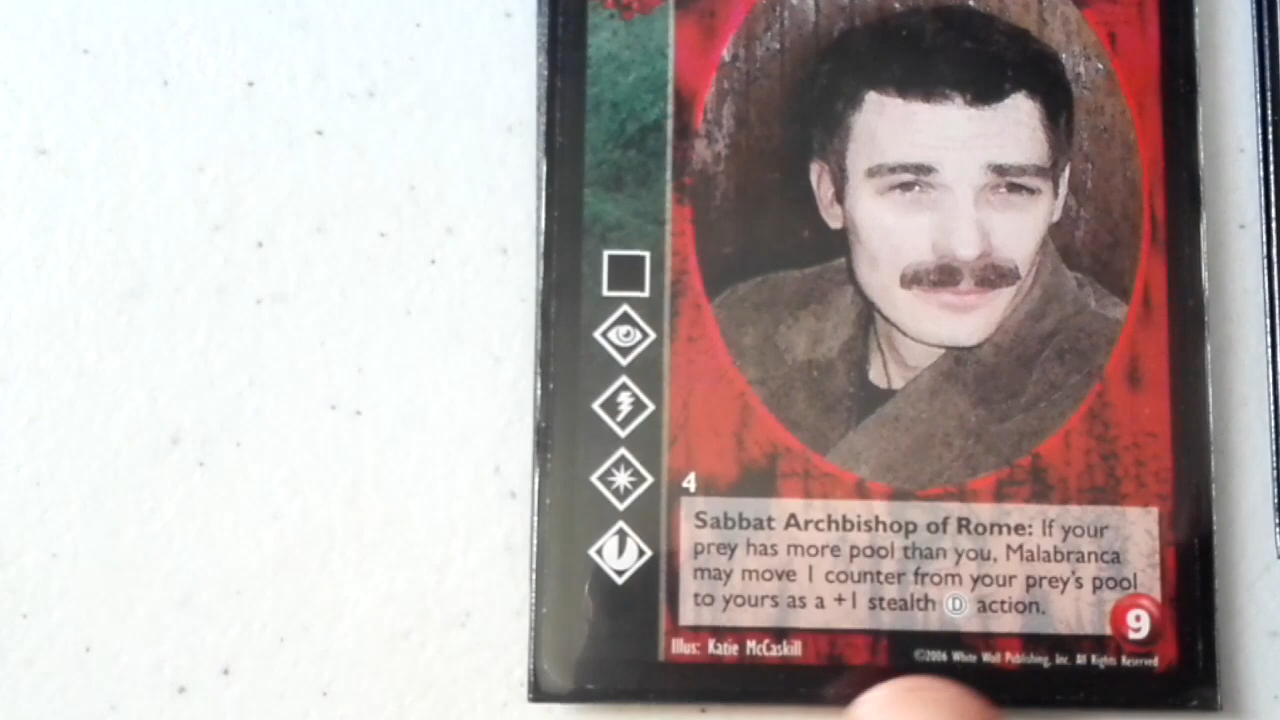 4
Sabbat Archbishop of Rome: If your
prey has more pool than you, Malabranca
may move 1 counter from your prey's pool
to yours as a +1 stealth Ⓓ action.
9
Illus: Katie McCaskill
©2006 White Wolf Publishing, Inc. All Rights Reserved